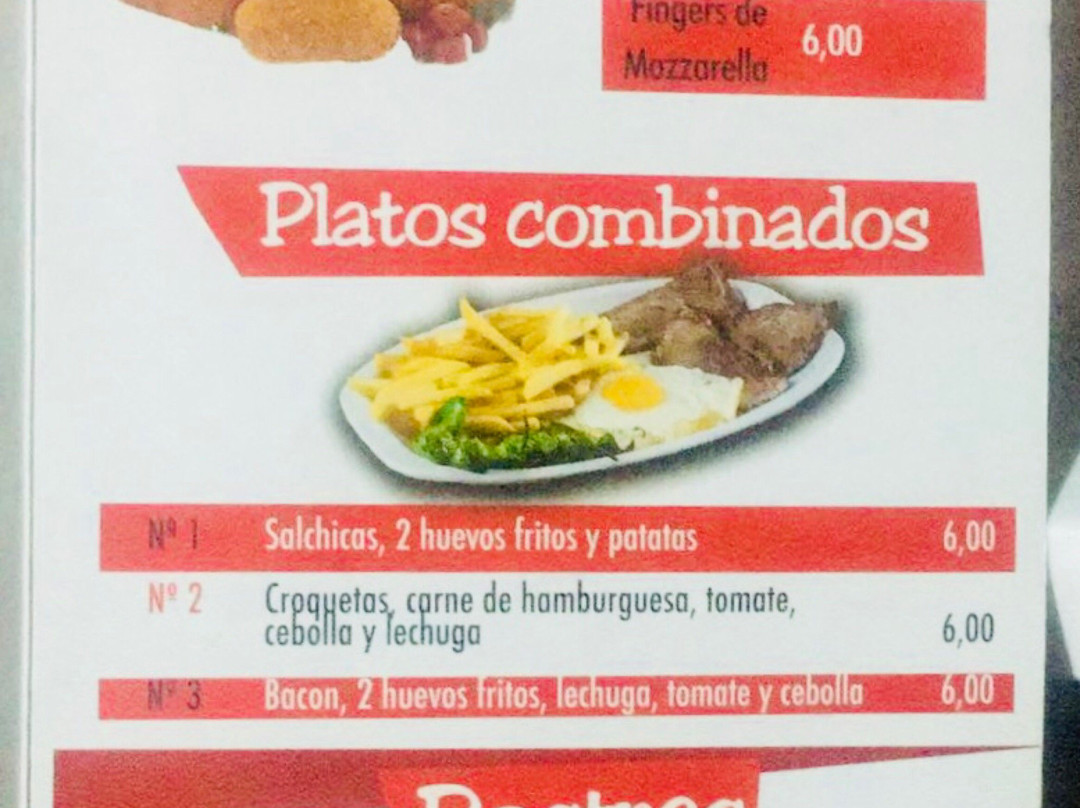 Fingers de
Mozzarella
6,00
Platos combinados
Nº 1 Salchicas, 2 huevos fritos y patatas 6,00
Nº 2 Croquetas, carne de hamburguesa, tomate,
cebolla y lechuga 6,00
Nº 3 Bacon, 2 huevos fritos, lechuga, tomate y cebolla 6,00